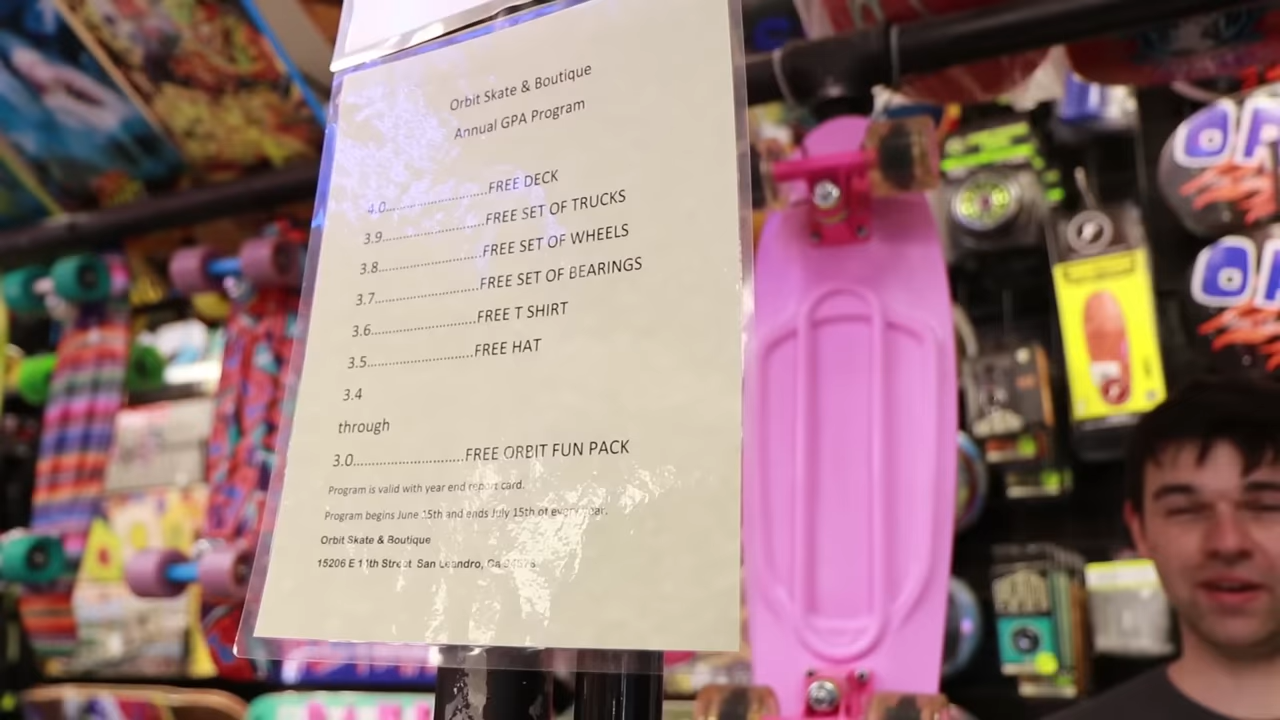 Orbit Skate & Boutique
Annual GPA Program
4.0..............................FREE DECK
3.9..............................FREE SET OF TRUCKS
3.8..............................FREE SET OF WHEELS
3.7..............................FREE SET OF BEARINGS
3.6..............................FREE T SHIRT
3.5..............................FREE HAT
3.4
through
3.0..............................FREE ORBIT FUN PACK
Program is valid with year end report card.
Program begins June 15th and ends July 15th of every year.
Orbit Skate & Boutique
15206 E 14th Street San Leandro, CA 94578